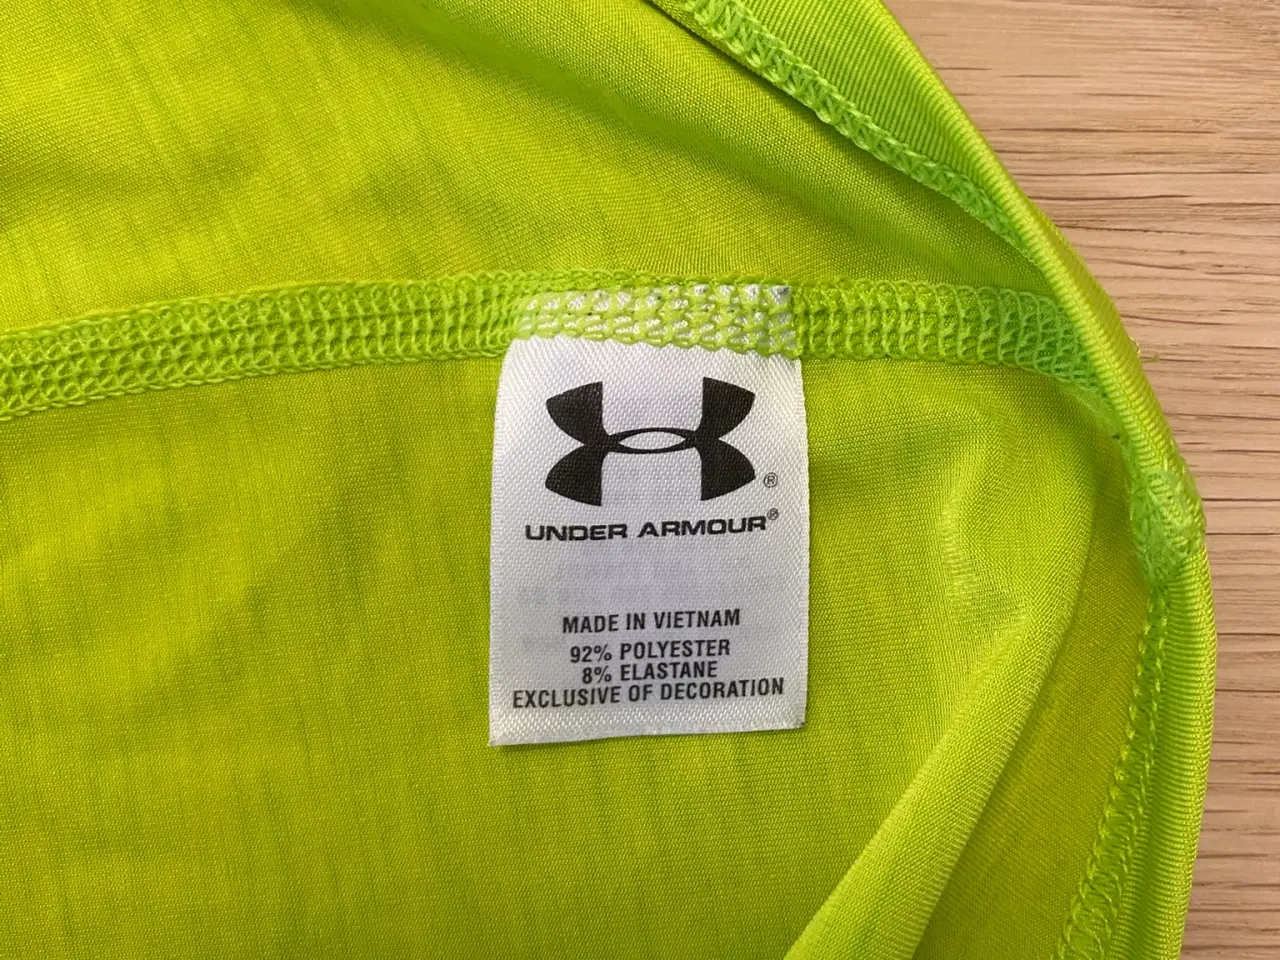 ®
UNDER ARMOUR®
MADE IN VIETNAM
92% POLYESTER
8% ELASTANE
EXCLUSIVE OF DECORATION